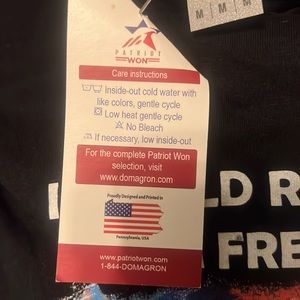 M M M
PATRIOT
WON
Care instructions
Inside-out cold water with
like colors, gentle cycle
Low heat gentle cycle
No Bleach
If necessary, low inside-out
For the complete Patriot Won
selection, visit
www.domagron.com
Proudly Designed and Printed in
Pennsylvania, USA
www.patriotwon.com
1-844-DOMAGRON
LD R
FRE